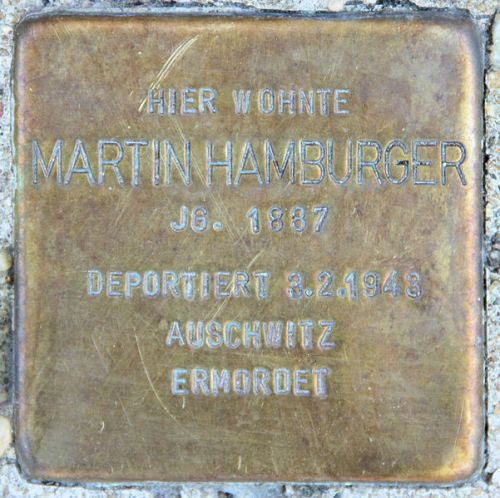 HIER WOHNTE
MARTIN HAMBURGER
JG. 1887
DEPORTIERT 3.2.1943
AUSCHWITZ
ERMORDET